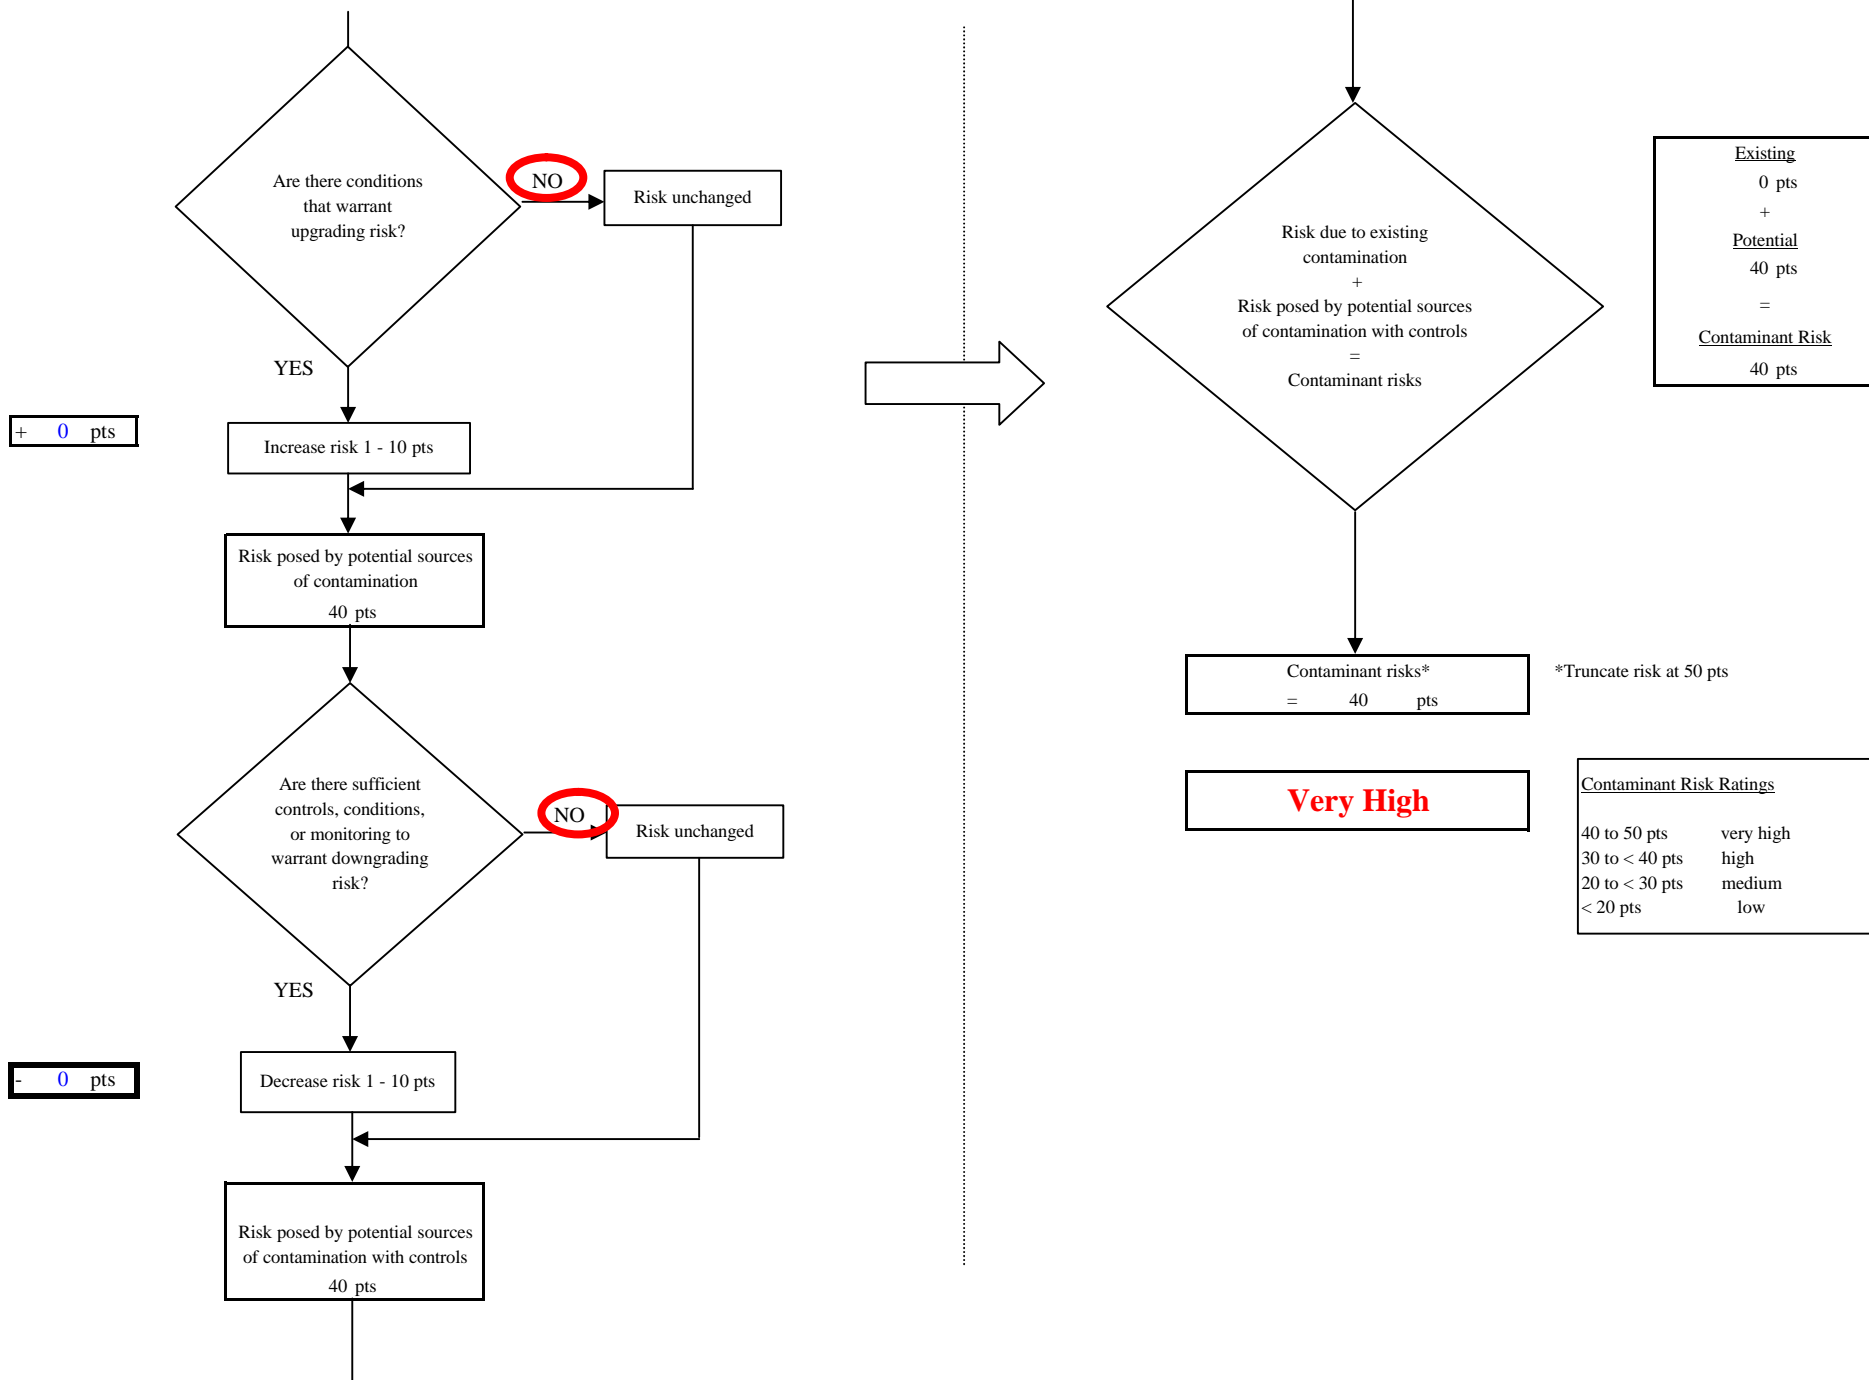 Are there conditions
that warrant
upgrading risk?
NO
Risk unchanged
YES
+ 0 pts
Increase risk 1 - 10 pts
Risk posed by potential sources
of contamination
40 pts
Are there sufficient
controls, conditions,
or monitoring to
warrant downgrading
risk?
NO
Risk unchanged
YES
- 0 pts
Decrease risk 1 - 10 pts
Risk posed by potential sources
of contamination with controls
40 pts
Risk due to existing
contamination
+
Risk posed by potential sources
of contamination with controls
=
Contaminant risks
Existing
0 pts
+
Potential
40 pts
=
Contaminant Risk
40 pts
Contaminant risks*
= 40 pts
*Truncate risk at 50 pts
Very High
Contaminant Risk Ratings
40 to 50 pts very high
30 to < 40 pts high
20 to < 30 pts medium
< 20 pts low